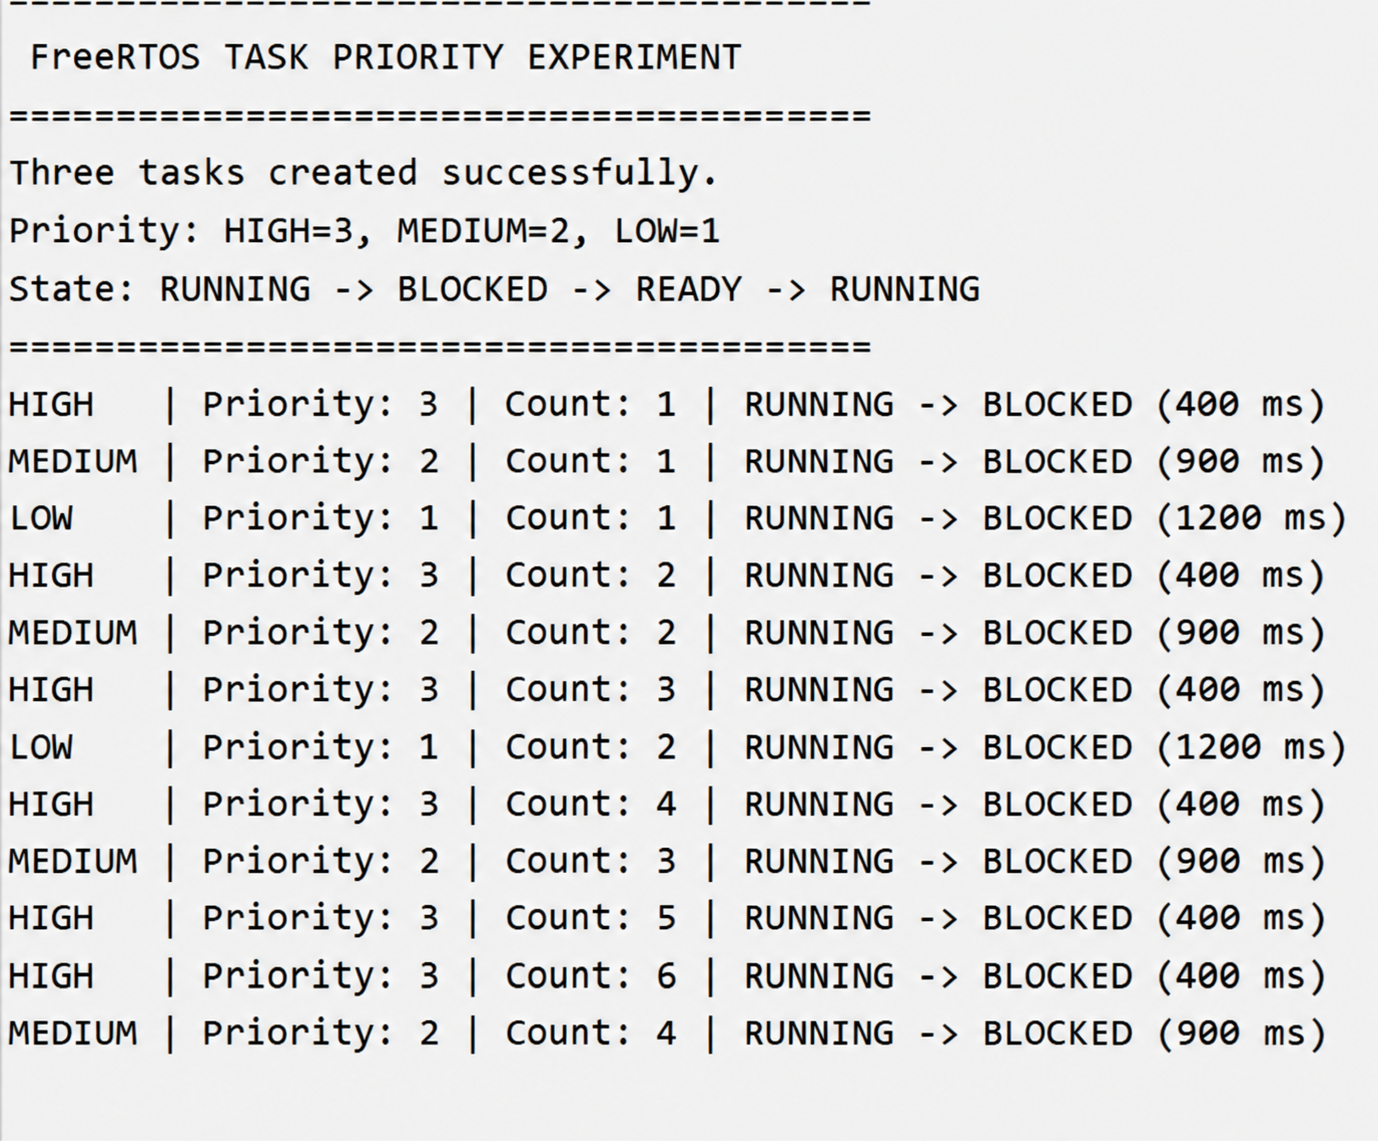 ========================================
FreeRTOS TASK PRIORITY EXPERIMENT
========================================
Three tasks created successfully.
Priority: HIGH=3, MEDIUM=2, LOW=1
State: RUNNING -> BLOCKED -> READY -> RUNNING
========================================
HIGH   | Priority: 3 | Count: 1 | RUNNING -> BLOCKED (400 ms)
MEDIUM | Priority: 2 | Count: 1 | RUNNING -> BLOCKED (900 ms)
LOW    | Priority: 1 | Count: 1 | RUNNING -> BLOCKED (1200 ms)
HIGH   | Priority: 3 | Count: 2 | RUNNING -> BLOCKED (400 ms)
MEDIUM | Priority: 2 | Count: 2 | RUNNING -> BLOCKED (900 ms)
HIGH   | Priority: 3 | Count: 3 | RUNNING -> BLOCKED (400 ms)
LOW    | Priority: 1 | Count: 2 | RUNNING -> BLOCKED (1200 ms)
HIGH   | Priority: 3 | Count: 4 | RUNNING -> BLOCKED (400 ms)
MEDIUM | Priority: 2 | Count: 3 | RUNNING -> BLOCKED (900 ms)
HIGH   | Priority: 3 | Count: 5 | RUNNING -> BLOCKED (400 ms)
HIGH   | Priority: 3 | Count: 6 | RUNNING -> BLOCKED (400 ms)
MEDIUM | Priority: 2 | Count: 4 | RUNNING -> BLOCKED (900 ms)